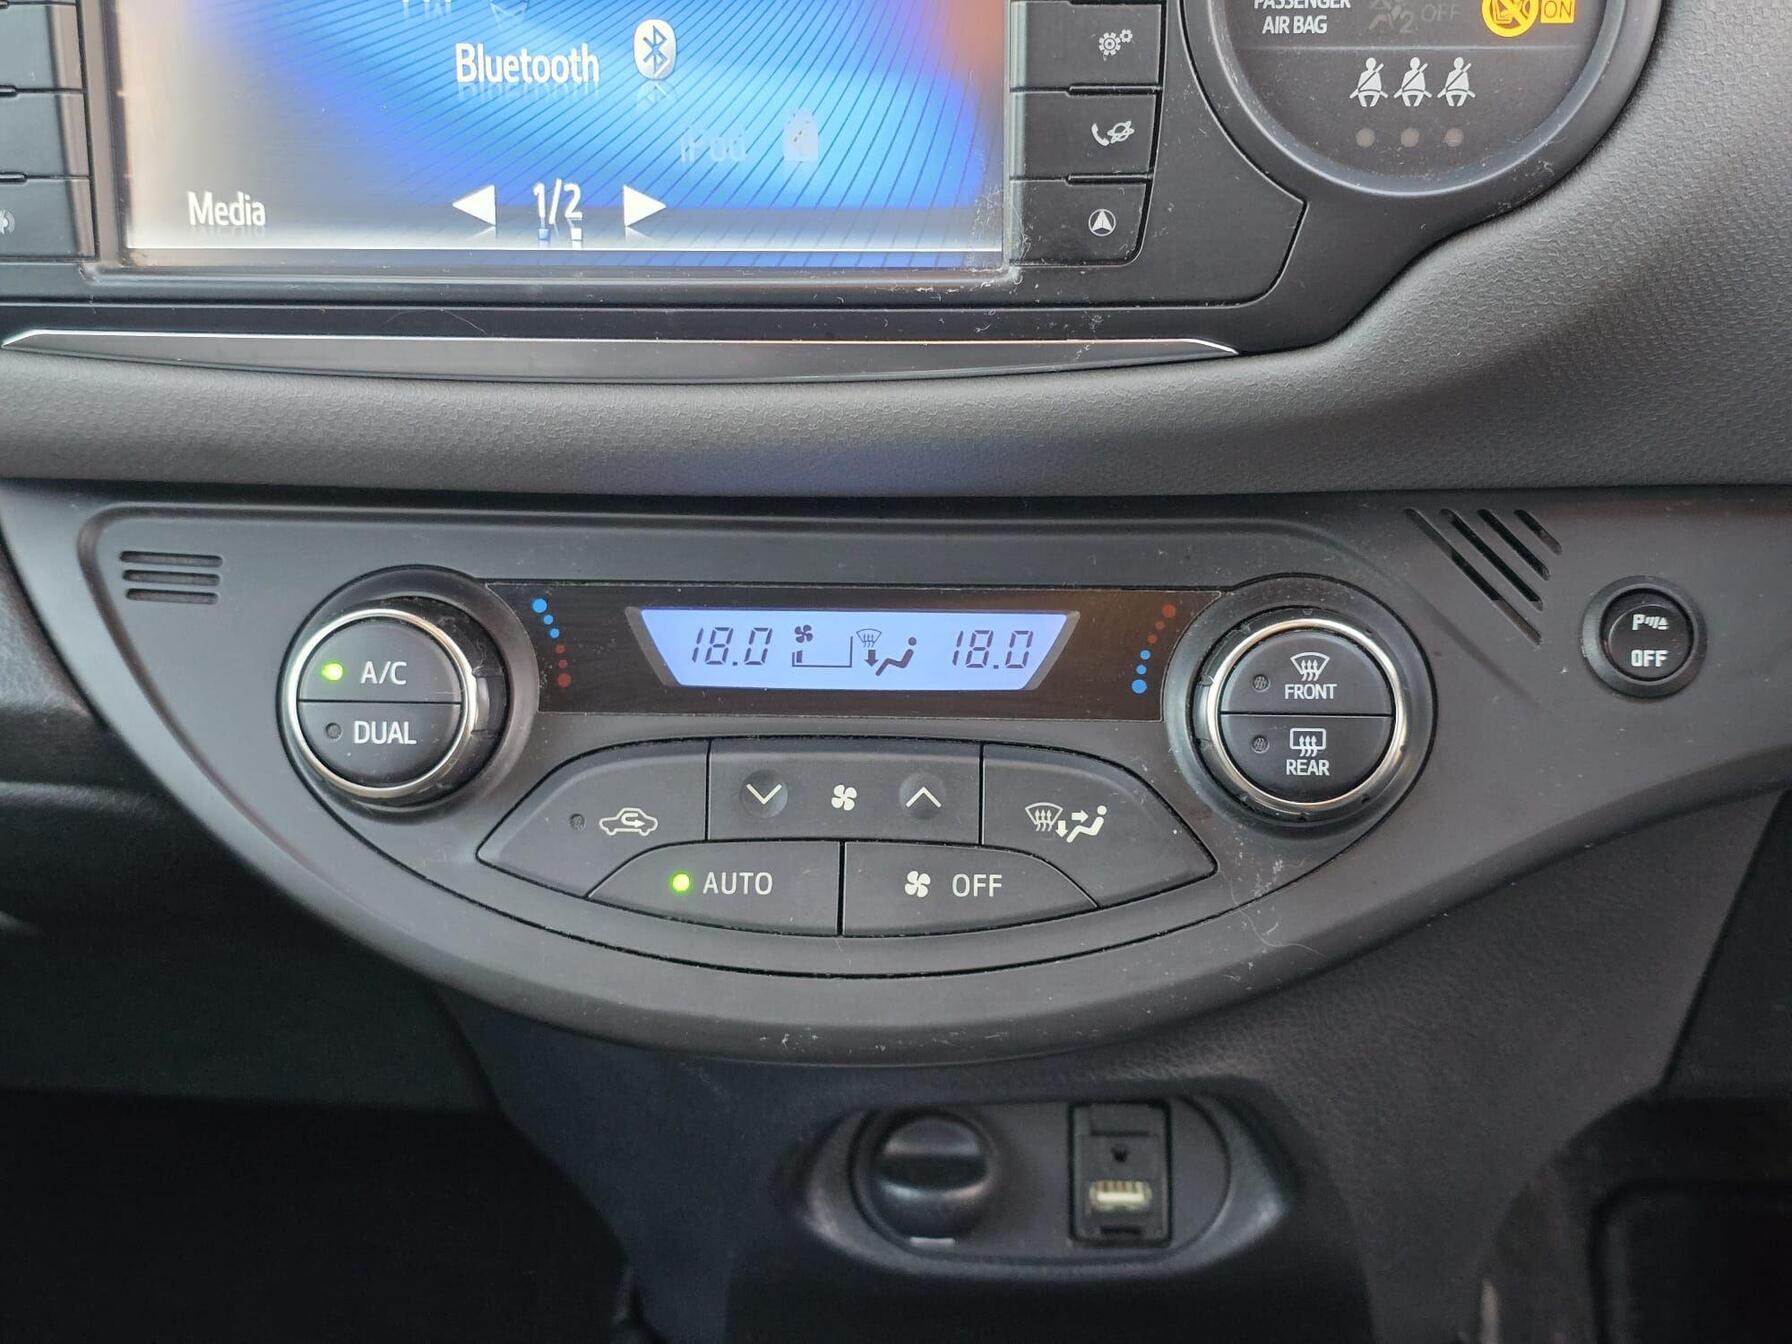 Bluetooth
iPod
Media
1/2
PASSENGER
AIR BAG
2 OFF
ON
A/C
DUAL
18.0
18.0
FRONT
REAR
P
OFF
AUTO
OFF